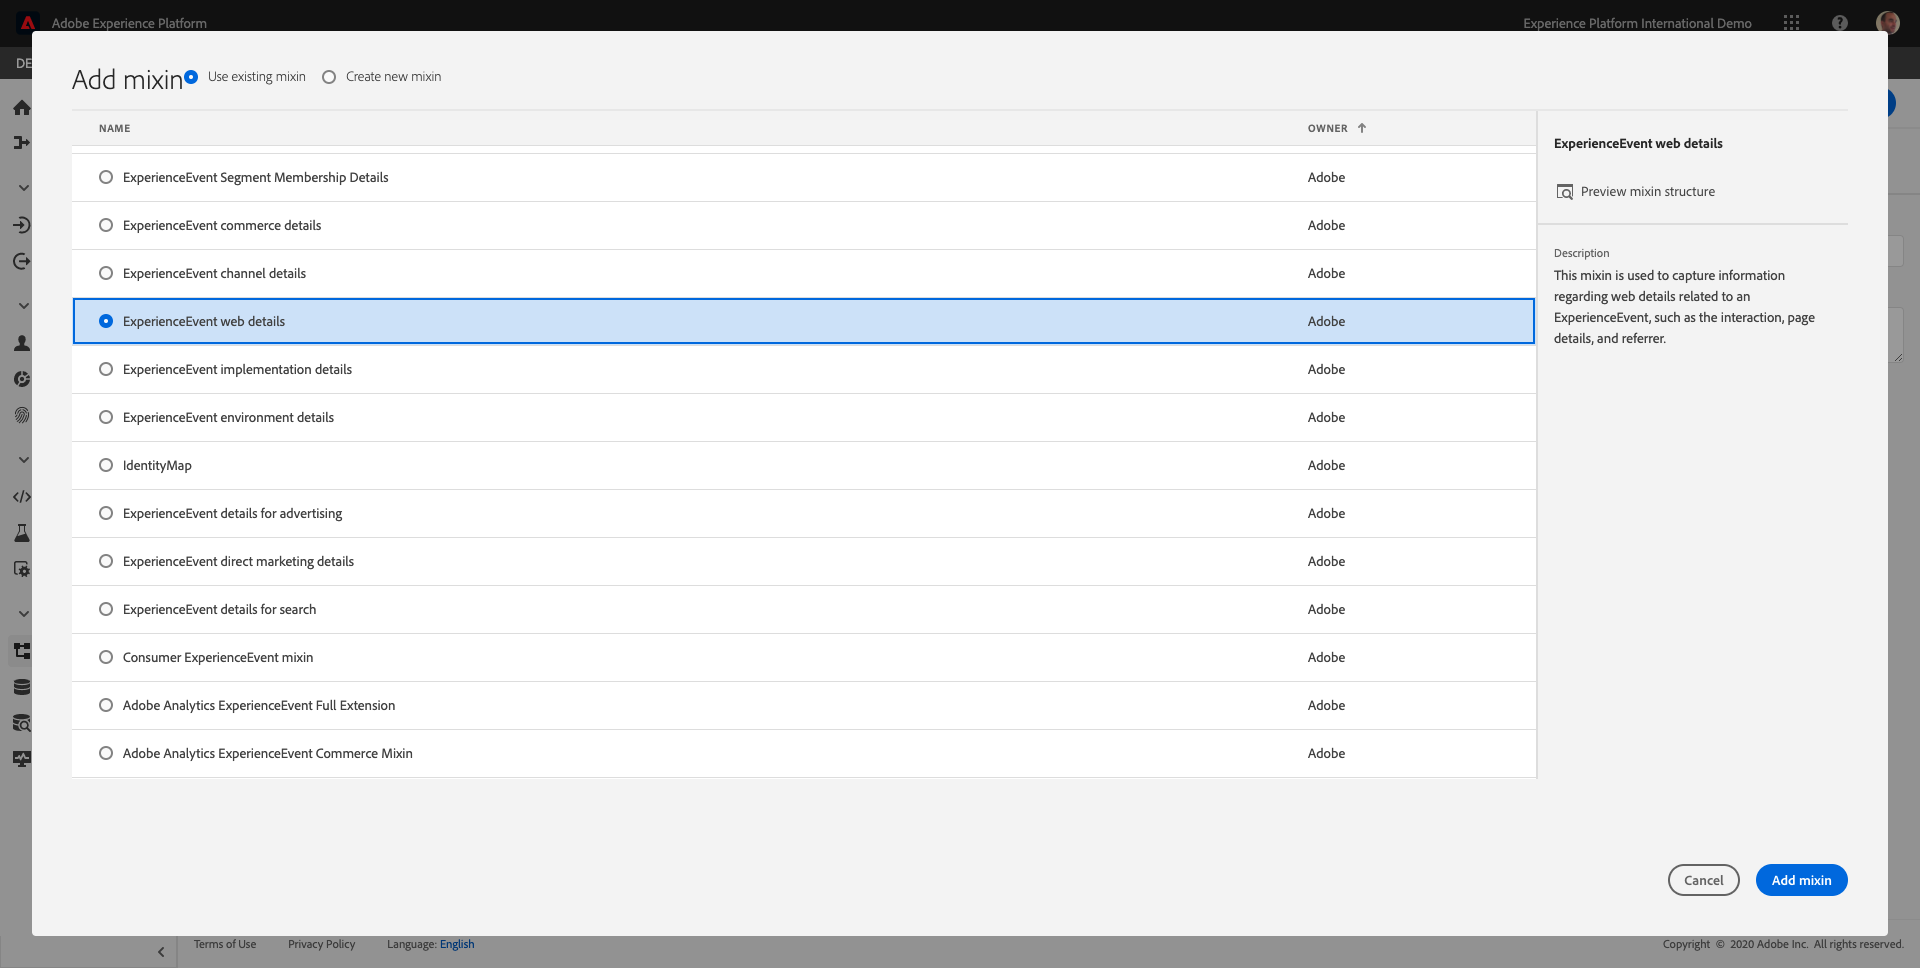 Adobe Experience Platform
Experience Platform International Demo
DE
Add mixin
Use existing mixin
Create new mixin
NAME
OWNER
ExperienceEvent Segment Membership Details Adobe
ExperienceEvent commerce details Adobe
ExperienceEvent channel details Adobe
ExperienceEvent web details Adobe
ExperienceEvent implementation details Adobe
ExperienceEvent environment details Adobe
IdentityMap Adobe
ExperienceEvent details for advertising Adobe
ExperienceEvent direct marketing details Adobe
ExperienceEvent details for search Adobe
Consumer ExperienceEvent mixin Adobe
Adobe Analytics ExperienceEvent Full Extension Adobe
Adobe Analytics ExperienceEvent Commerce Mixin Adobe
ExperienceEvent web details
Preview mixin structure
Description
This mixin is used to capture information
regarding web details related to an
ExperienceEvent, such as the interaction, page
details, and referrer.
Cancel
Add mixin
Terms of Use
Privacy Policy
Language: English
Copyright © 2020 Adobe Inc. All rights reserved.